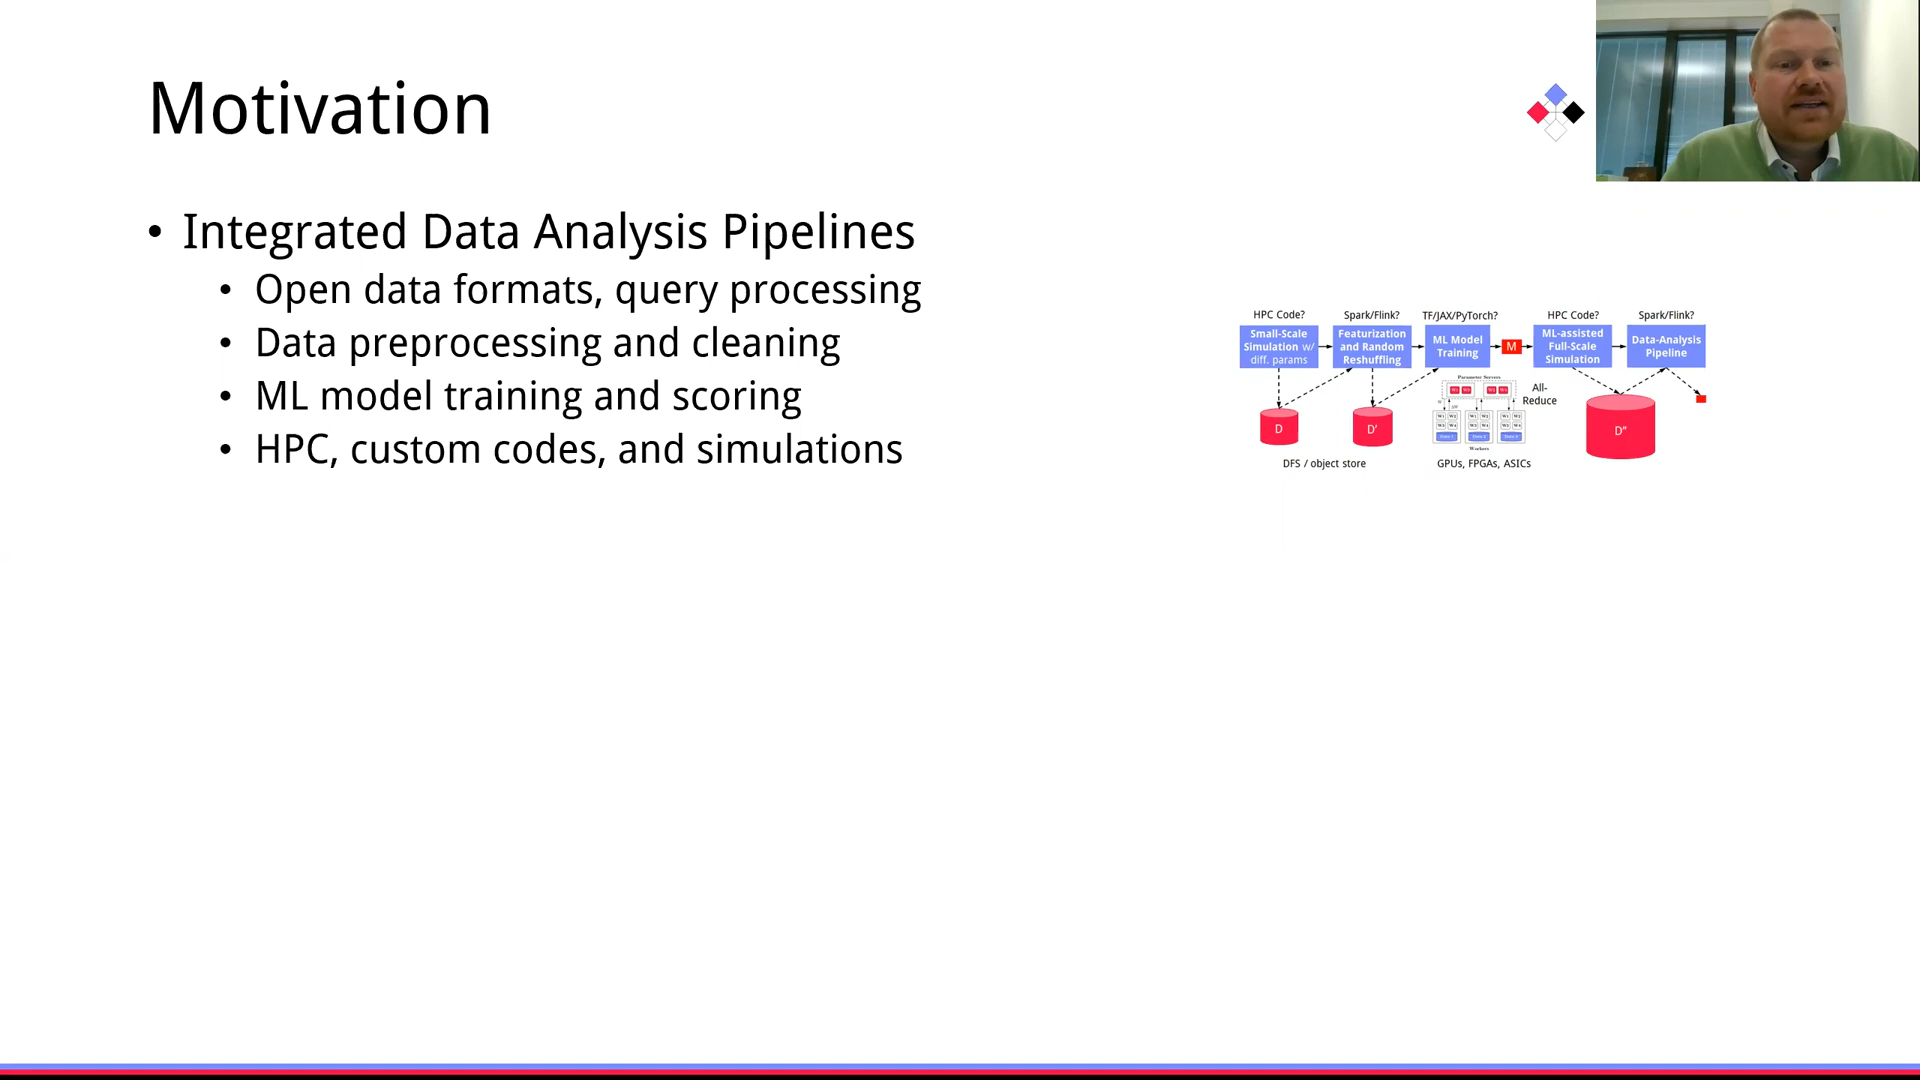 Motivation
• Integrated Data Analysis Pipelines
• Open data formats, query processing
• Data preprocessing and cleaning
• ML model training and scoring
• HPC, custom codes, and simulations
HPC Code?
Spark/Flink?
TF/JAX/PyTorch?
HPC Code?
Spark/Flink?
Small-Scale
Simulation w/
diff. params
Featurization
and Random
Reshuffling
ML Model
Training
M
ML-assisted
Full-Scale
Simulation
Data-Analysis
Pipeline
Parameter Servers
All-
Reduce
D
D'
D''
Workers
DFS / object store
GPUs, FPGAs, ASICs